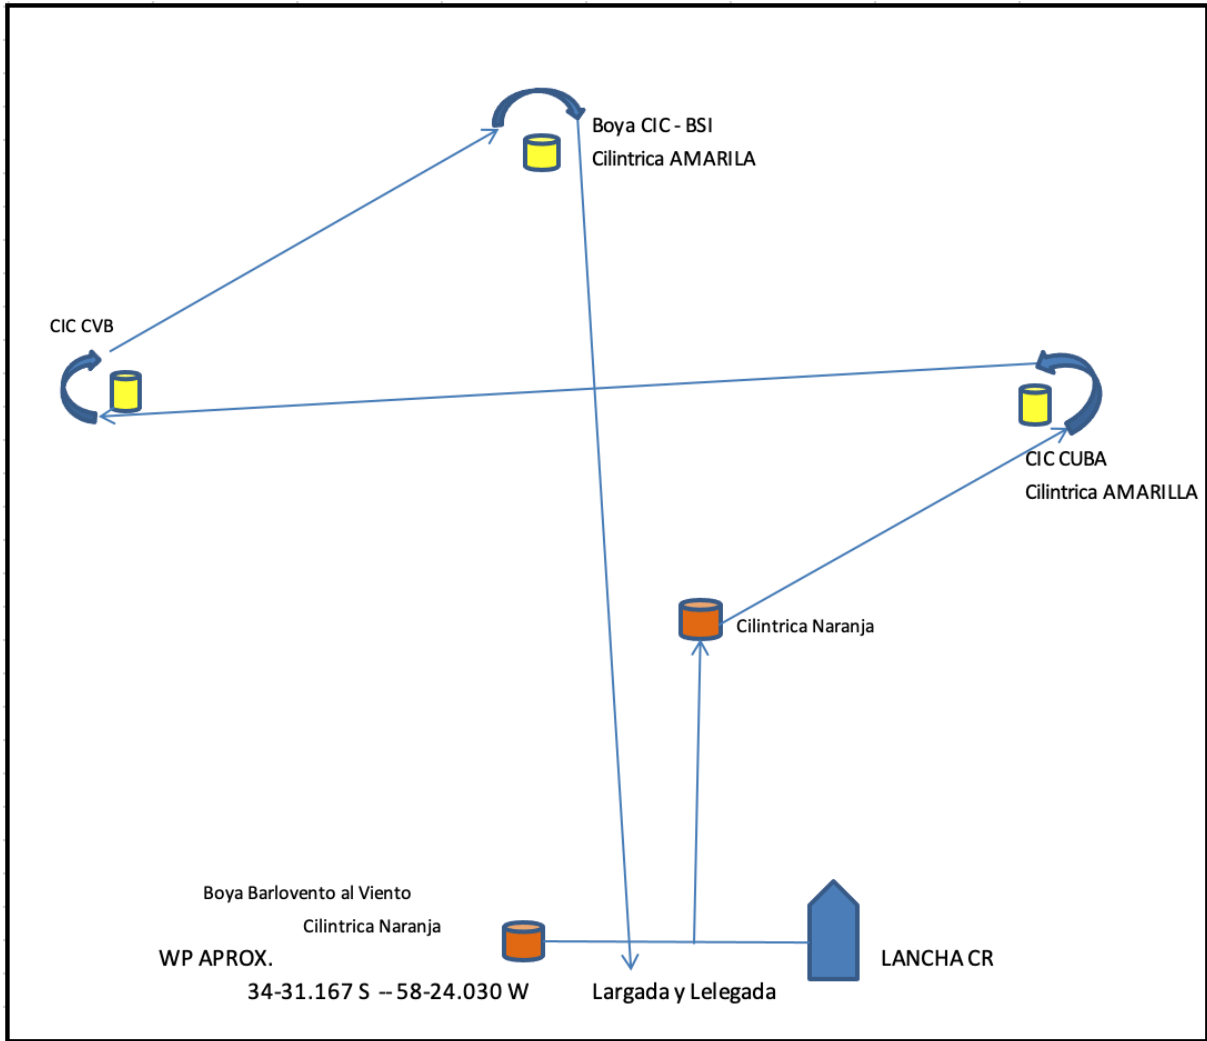 Boya CIC - BSI
Cilintrica AMARILA
CIC CVB
CIC CUBA
Cilintrica AMARILLA
Cilintrica Naranja
Boya Barlovento al Viento
Cilintrica Naranja
WP APROX.
LANCHA CR
34-31.167 S -- 58-24.030 W
Largada y Lelegada